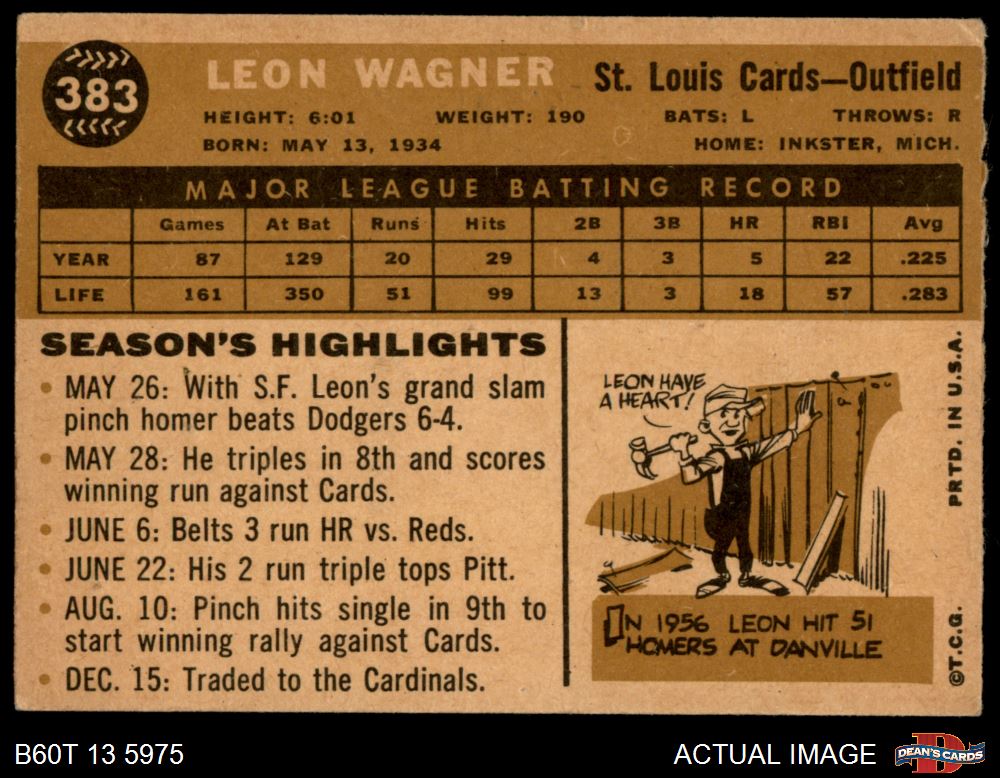 383
LEON WAGNER St. Louis Cards—Outfield
HEIGHT: 6:01 WEIGHT: 190 BATS: L THROWS: R
BORN: MAY 13, 1934 HOME: INKSTER, MICH.
MAJOR LEAGUE BATTING RECORD
Games At Bat Runs Hits 2B 3B HR RBI Avg
YEAR 87 129 20 29 4 3 5 22 .225
LIFE 161 350 51 99 13 3 18 57 .283
SEASON'S HIGHLIGHTS
• MAY 26: With S.F. Leon's grand slam
pinch homer beats Dodgers 6-4.
• MAY 28: He triples in 8th and scores
winning run against Cards.
• JUNE 6: Belts 3 run HR vs. Reds.
• JUNE 22: His 2 run triple tops Pitt.
• AUG. 10: Pinch hits single in 9th to
start winning rally against Cards.
• DEC. 15: Traded to the Cardinals.
LEON HAVE
A HEART!
IN 1956 LEON HIT 51
HOMERS AT DANVILLE
©T.C.G. PRTD. IN U.S.A.
B60T 13 5975 ACTUAL IMAGE
DEAN'S CARDS